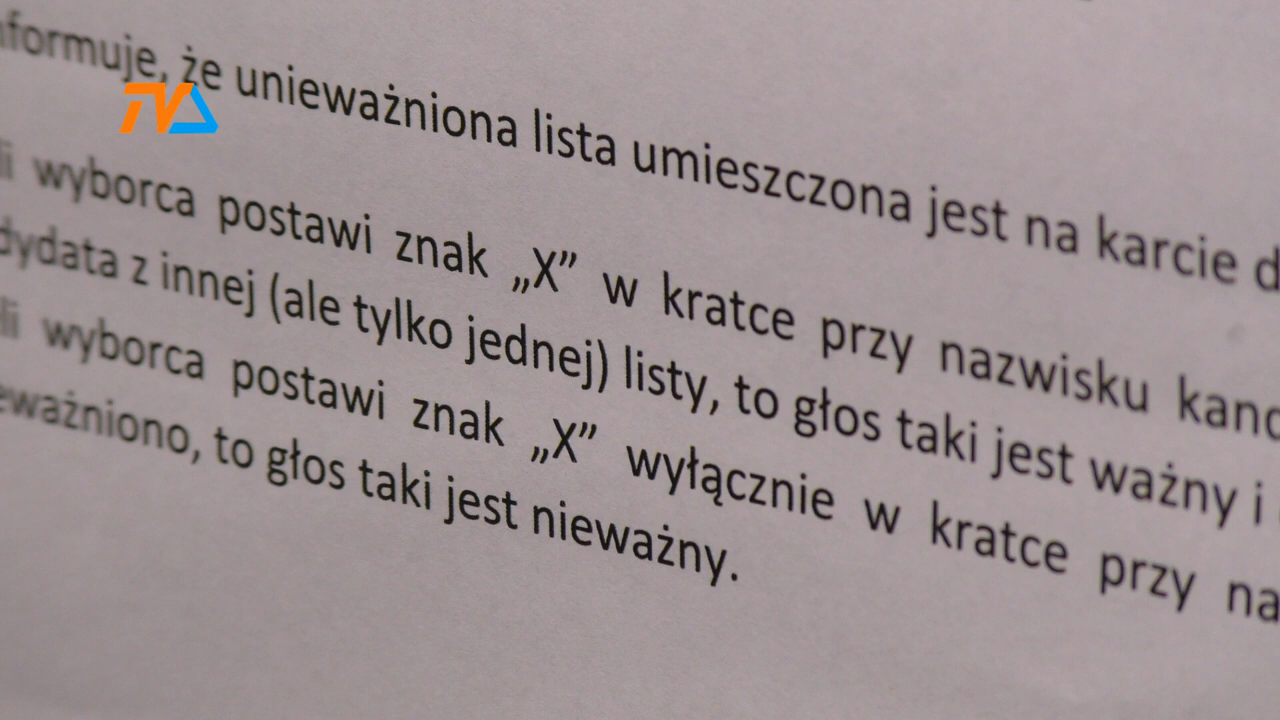 TVA
informuje, że unieważniona lista umieszczona jest na karcie d
li wyborca postawi znak „X” w kratce przy nazwisku kand
dydata z innej (ale tylko jednej) listy, to głos taki jest ważny i
li wyborca postawi znak „X” wyłącznie w kratce przy na
eważniono, to głos taki jest nieważny.